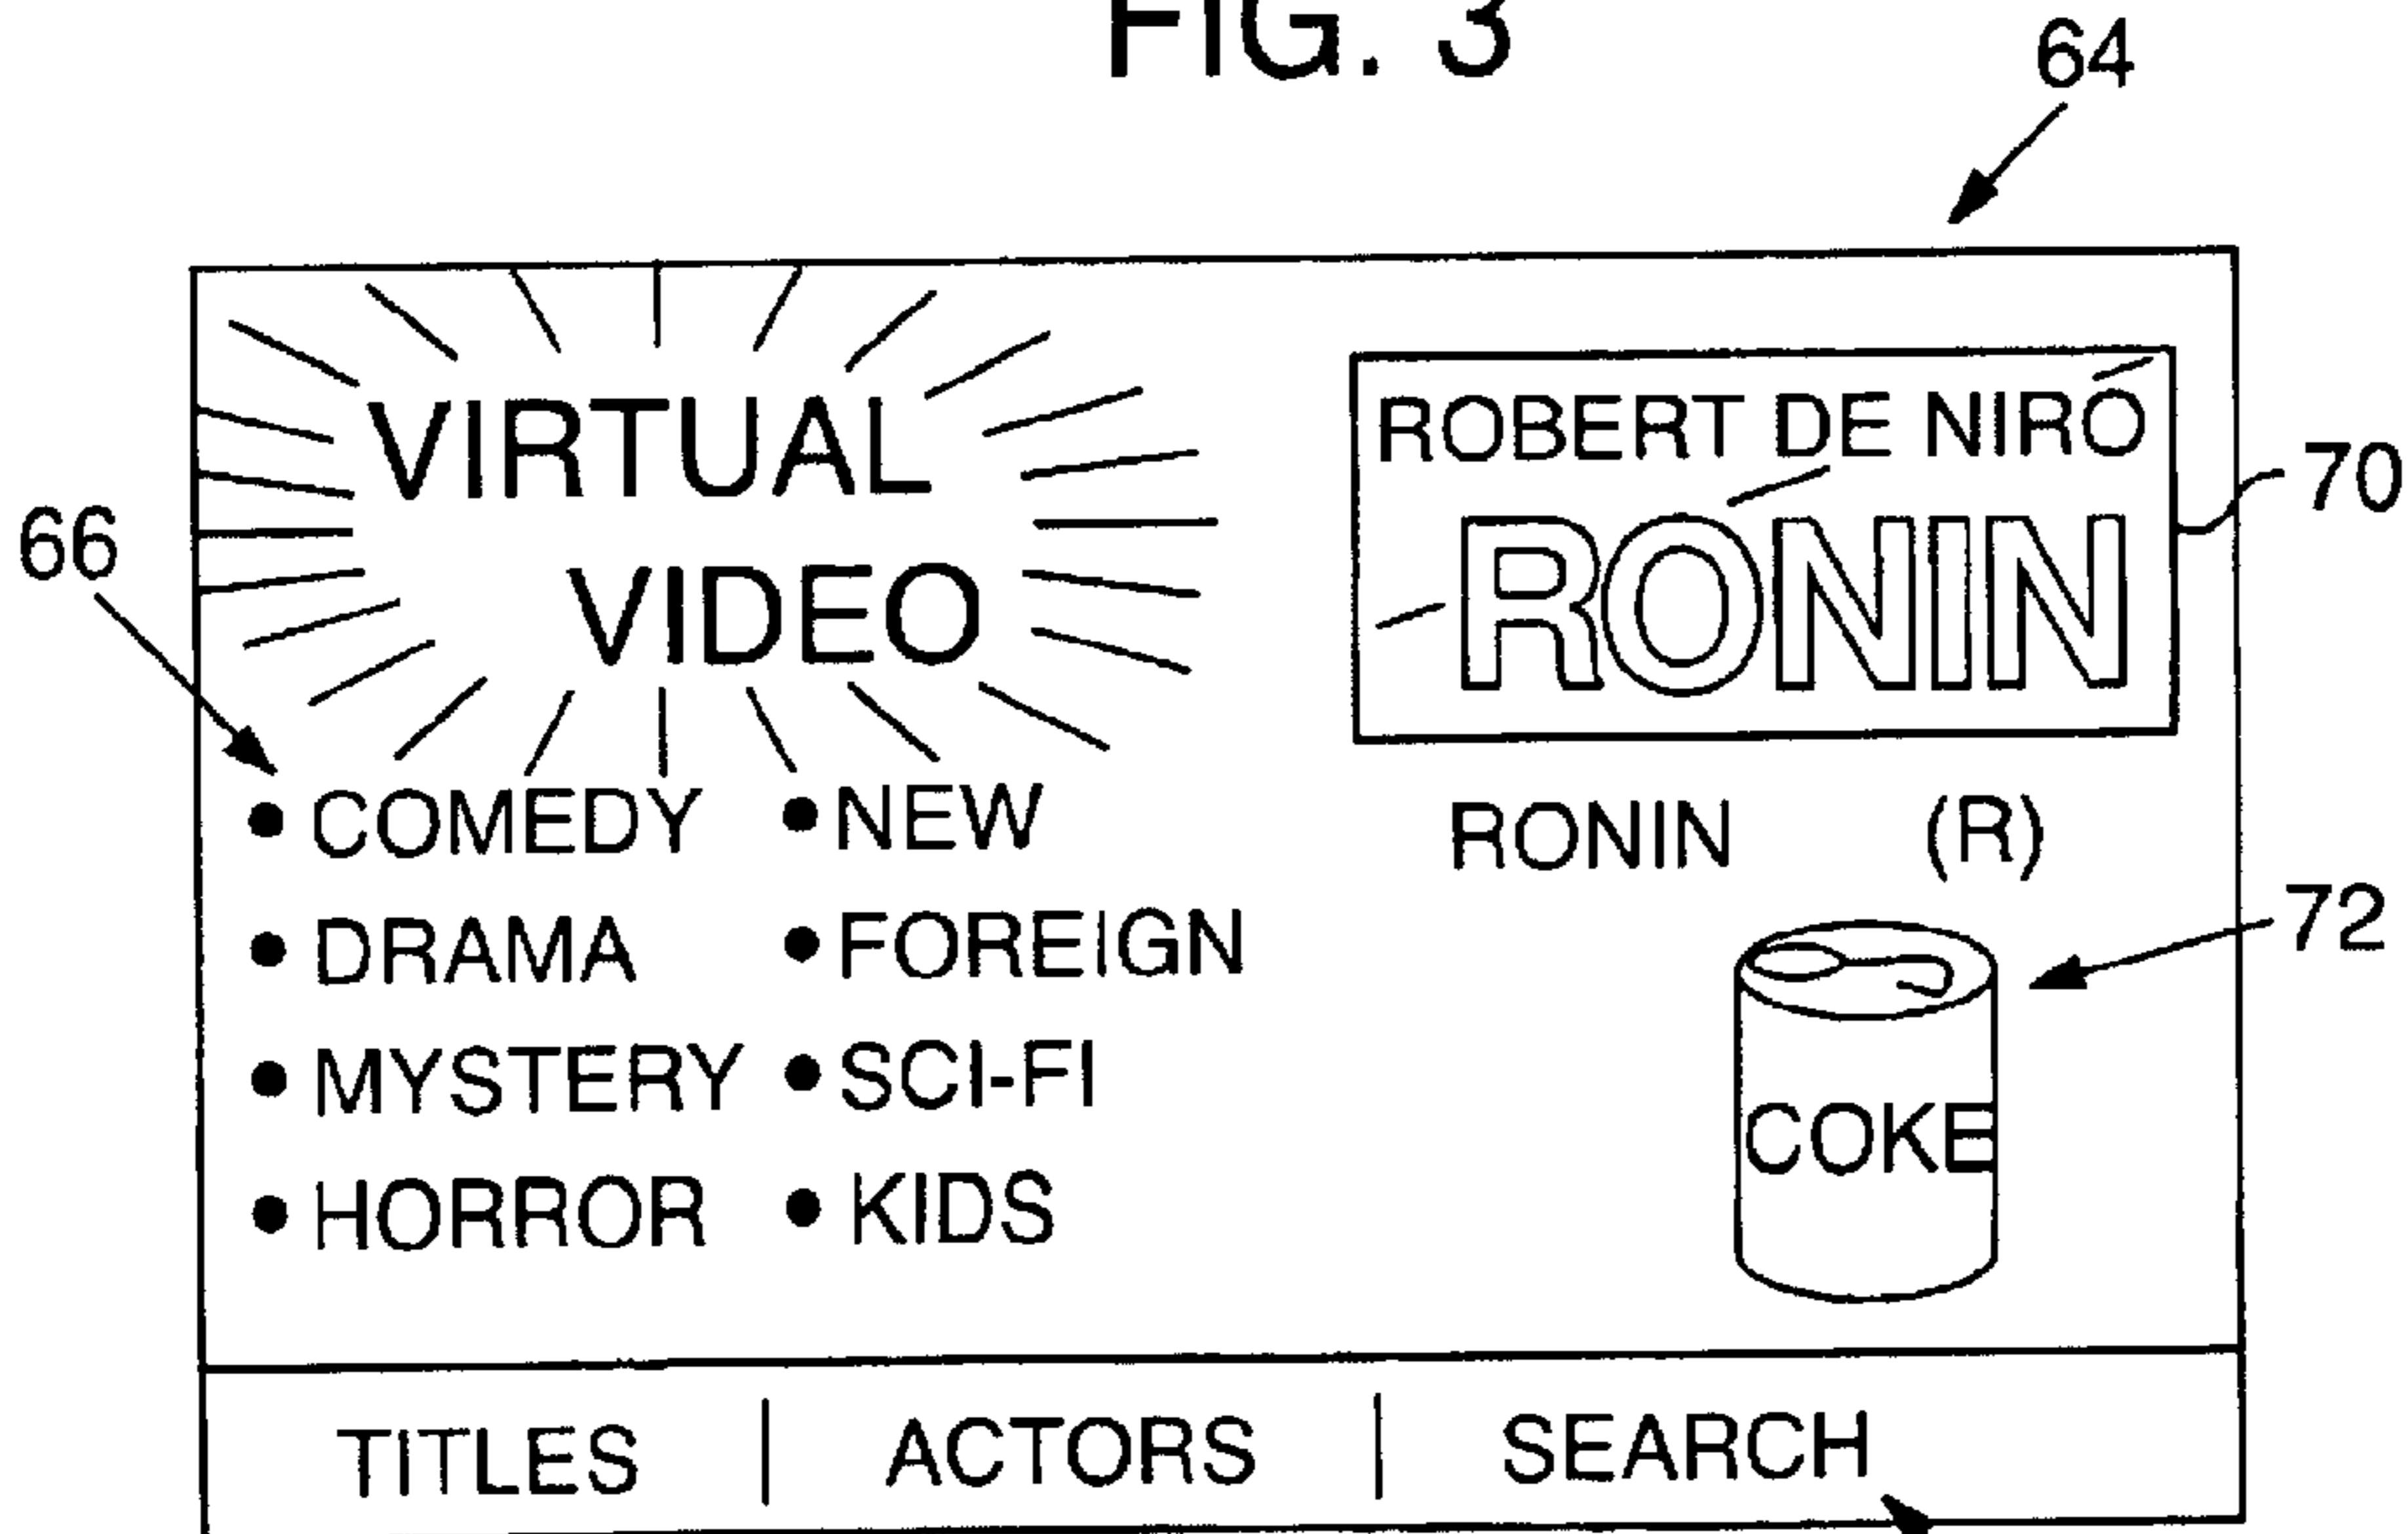 FIG. 3
64
VIRTUAL
VIDEO
66
ROBERT DE NIRO
RONIN
70
RONIN (R)
72
COKE
• COMEDY • NEW
• DRAMA • FOREIGN
• MYSTERY • SCI-FI
• HORROR • KIDS
TITLES | ACTORS | SEARCH